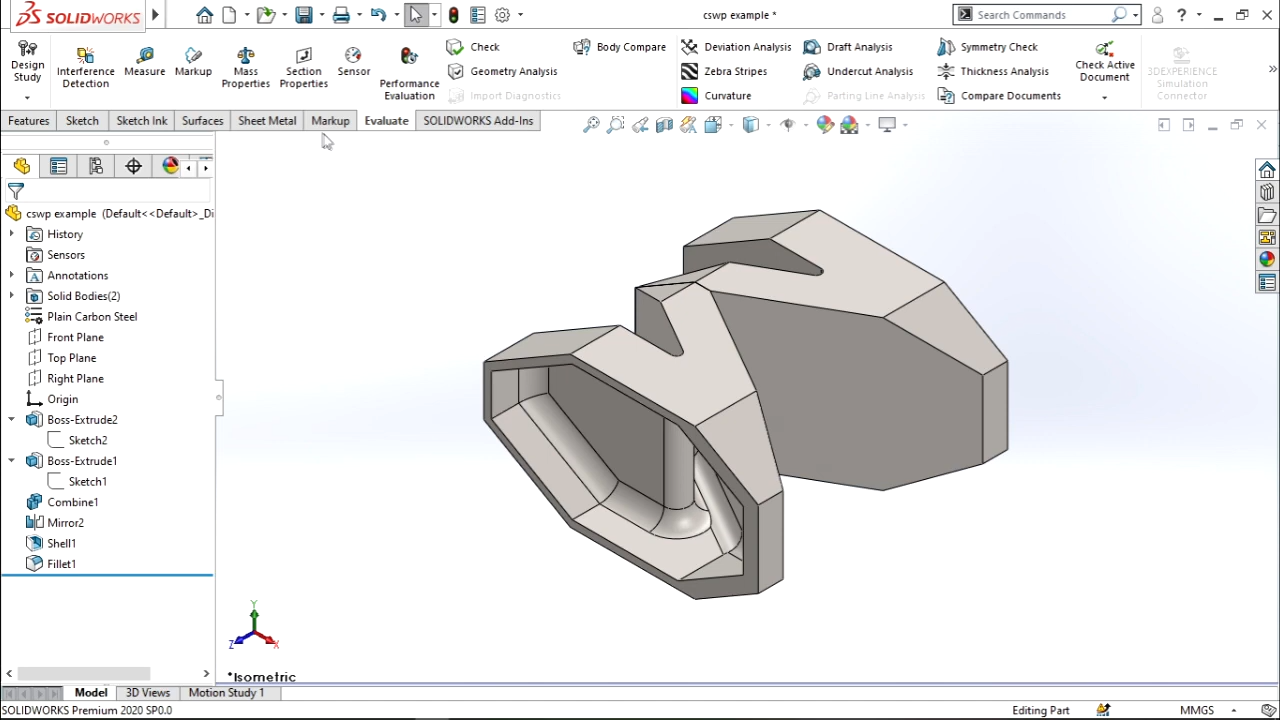 SOLIDWORKS
cswp example *
Search Commands
Design Study
Interference Detection
Measure
Markup
Mass Properties
Section Properties
Sensor
Performance Evaluation
Check
Geometry Analysis
Import Diagnostics
Body Compare
Deviation Analysis
Zebra Stripes
Curvature
Draft Analysis
Undercut Analysis
Parting Line Analysis
Symmetry Check
Thickness Analysis
Compare Documents
Check Active Document
3DEXPERIENCE Simulation Connector
Features
Sketch
Sketch Ink
Surfaces
Sheet Metal
Markup
Evaluate
SOLIDWORKS Add-Ins
cswp example (Default<<Default>_Di
History
Sensors
Annotations
Solid Bodies(2)
Plain Carbon Steel
Front Plane
Top Plane
Right Plane
Origin
Boss-Extrude2
Sketch2
Boss-Extrude1
Sketch1
Combine1
Mirror2
Shell1
Fillet1
Y
Z
X
*Isometric
Model
3D Views
Motion Study 1
SOLIDWORKS Premium 2020 SP0.0
Editing Part
MMGS